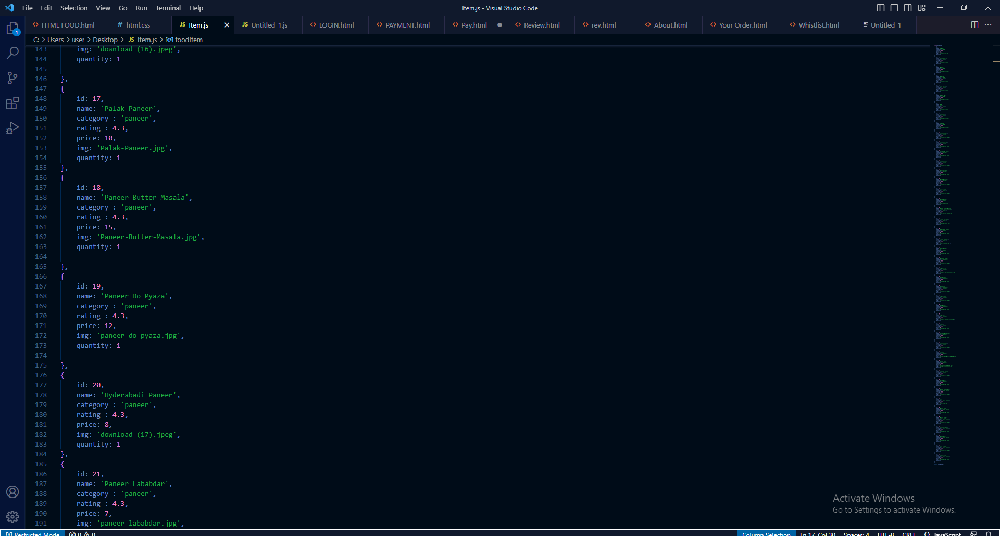 File Edit Selection View Go Run Terminal Help
Item.js - Visual Studio Code
HTML FOOD.html html.css Item.js Untitled-1.js LOGIN.html PAYMENT.html Pay.html Review.html rev.html About.html Your Order.html Whistlist.html Untitled-1
C: > Users > user > Desktop > JS Item.js > foodItem
143 img: 'download (16).jpeg',
144 quantity: 1
145
146 },
147 {
148 id: 17,
149 name: 'Palak Paneer',
150 category : 'paneer',
151 rating : 4.3,
152 price: 10,
153 img: 'Palak-Paneer.jpg',
154 quantity: 1
155 },
156 {
157 id: 18,
158 name: 'Paneer Butter Masala',
159 category : 'paneer',
160 rating : 4.3,
161 price: 15,
162 img: 'Paneer-Butter-Masala.jpg',
163 quantity: 1
164
165 },
166 {
167 id: 19,
168 name: 'Paneer Do Pyaza',
169 category : 'paneer',
170 rating : 4.3,
171 price: 12,
172 img: 'paneer-do-pyaza.jpg',
173 quantity: 1
174
175 },
176 {
177 id: 20,
178 name: 'Hyderabadi Paneer',
179 category : 'paneer',
180 rating : 4.3,
181 price: 8,
182 img: 'download (17).jpeg',
183 quantity: 1
184 },
185 {
186 id: 21,
187 name: 'Paneer Lababdar',
188 category : 'paneer',
189 rating : 4.3,
190 price: 7,
191 img: 'paneer-lababdar.jpg',
Activate Windows
Go to Settings to activate Windows.
Restricted Mode 0 0 Column Selection Ln 17, Col 30 Spaces: 4 UTF-8 CRLF {} JavaScript